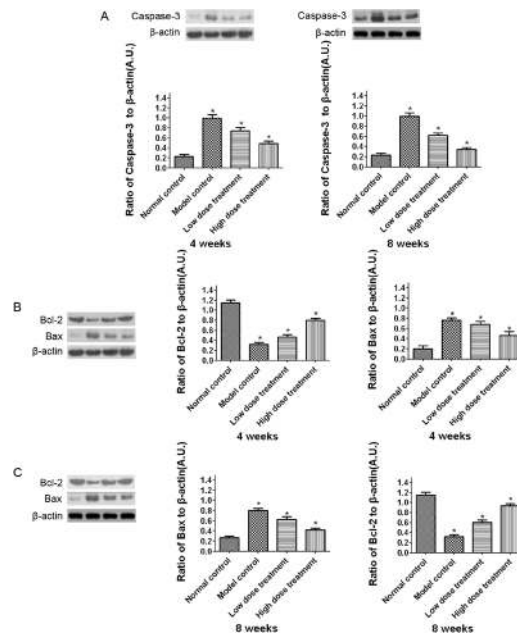 A
Caspase-3
β-actin
Caspase-3
β-actin
Ratio of Caspase-3 to β-actin(A.U.)
1.4
1.2
1.0
0.8
0.6
0.4
0.2
0.0
*
*
*
Normal control
Model control
Low dose treatment
High dose treatment
4 weeks
Ratio of Caspase-3 to β-actin(A.U.)
1.4
1.2
1.0
0.8
0.6
0.4
0.2
0.0
*
*
*
Normal control
Model control
Low dose treatment
High dose treatment
8 weeks
B
Bcl-2
Bax
β-actin
Ratio of Bcl-2 to β-actin(A.U.)
1.4
1.2
1.0
0.8
0.6
0.4
0.2
0.0
*
*
*
Normal control
Model control
Low dose treatment
High dose treatment
4 weeks
Ratio of Bax to β-actin(A.U.)
1.4
1.2
1.0
0.8
0.6
0.4
0.2
0.0
*
*
*
Normal control
Model control
Low dose treatment
High dose treatment
4 weeks
C
Bcl-2
Bax
β-actin
Ratio of Bax to β-actin(A.U.)
1.4
1.2
1.0
0.8
0.6
0.4
0.2
0.0
*
*
*
Normal control
Model control
Low dose treatment
High dose treatment
8 weeks
Ratio of Bcl-2 to β-actin(A.U.)
1.4
1.2
1.0
0.8
0.6
0.4
0.2
0.0
*
*
*
Normal control
Model control
Low dose treatment
High dose treatment
8 weeks